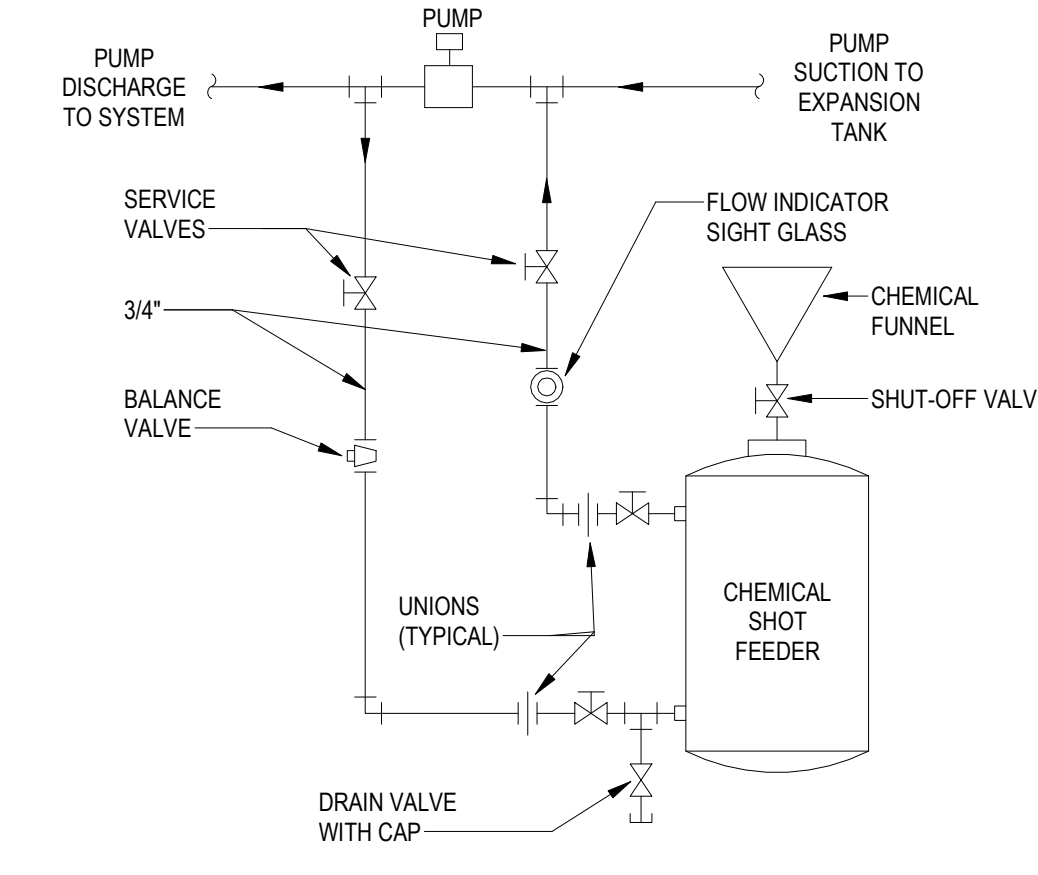 PUMP
PUMP
DISCHARGE
TO SYSTEM
PUMP
SUCTION TO
EXPANSION
TANK
SERVICE
VALVES
FLOW INDICATOR
SIGHT GLASS
3/4"
CHEMICAL
FUNNEL
BALANCE
VALVE
SHUT-OFF VALV
UNIONS
(TYPICAL)
CHEMICAL
SHOT
FEEDER
DRAIN VALVE
WITH CAP